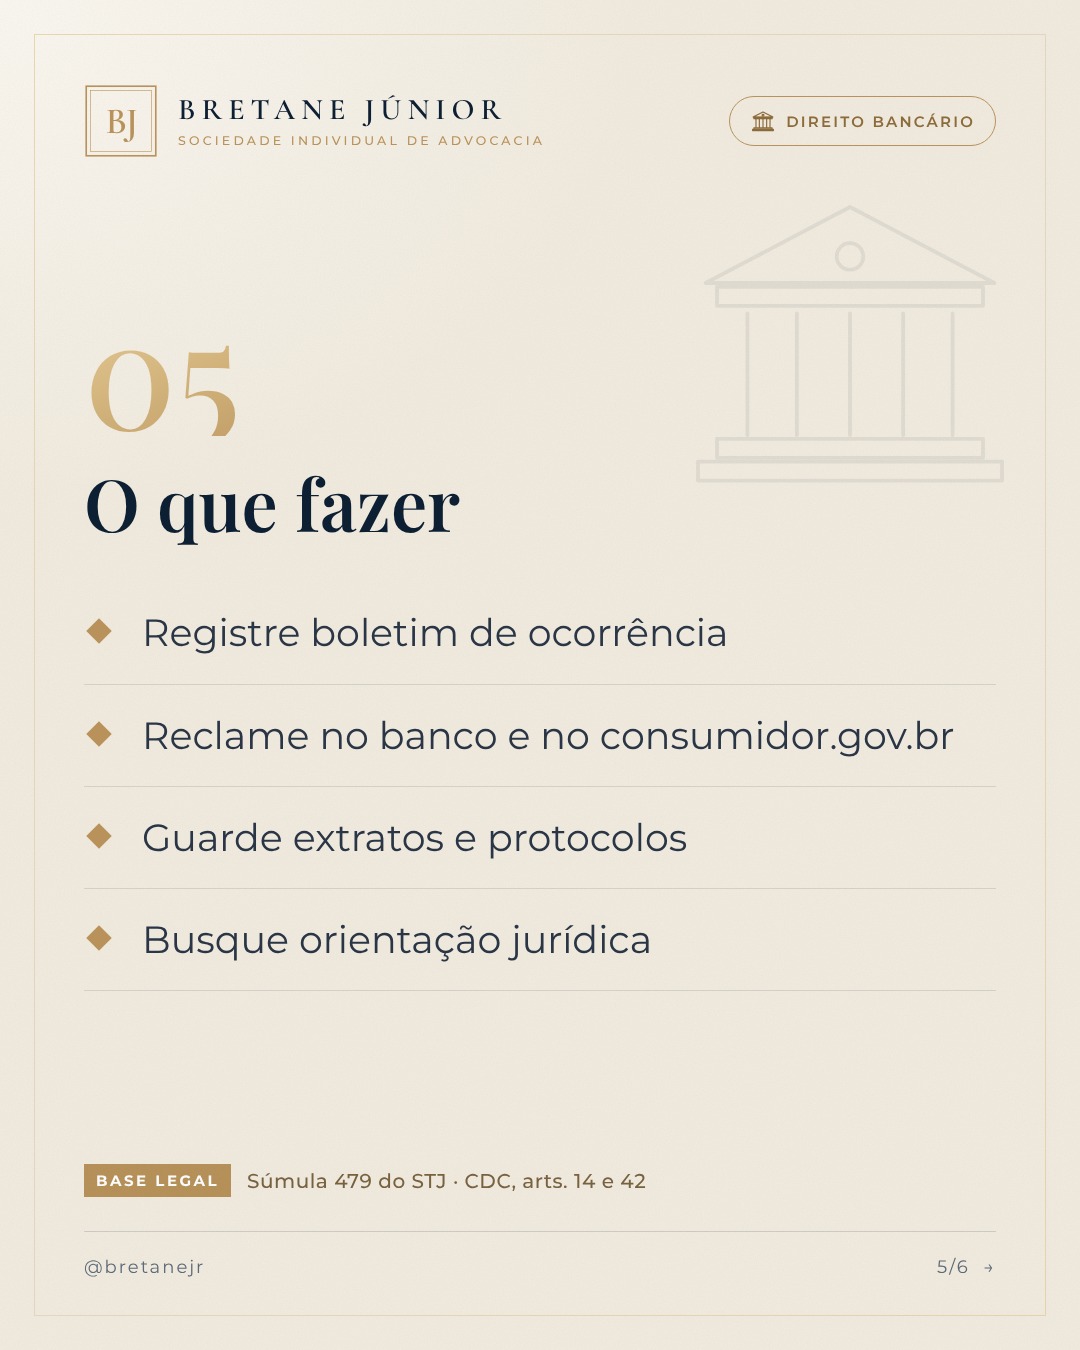 BJ
BRETANE JÚNIOR
SOCIEDADE INDIVIDUAL DE ADVOCACIA
DIREITO BANCÁRIO
05
O que fazer
Registre boletim de ocorrência
Reclame no banco e no consumidor.gov.br
Guarde extratos e protocolos
Busque orientação jurídica
BASE LEGAL Súmula 479 do STJ · CDC, arts. 14 e 42
@bretanejr
5/6 →